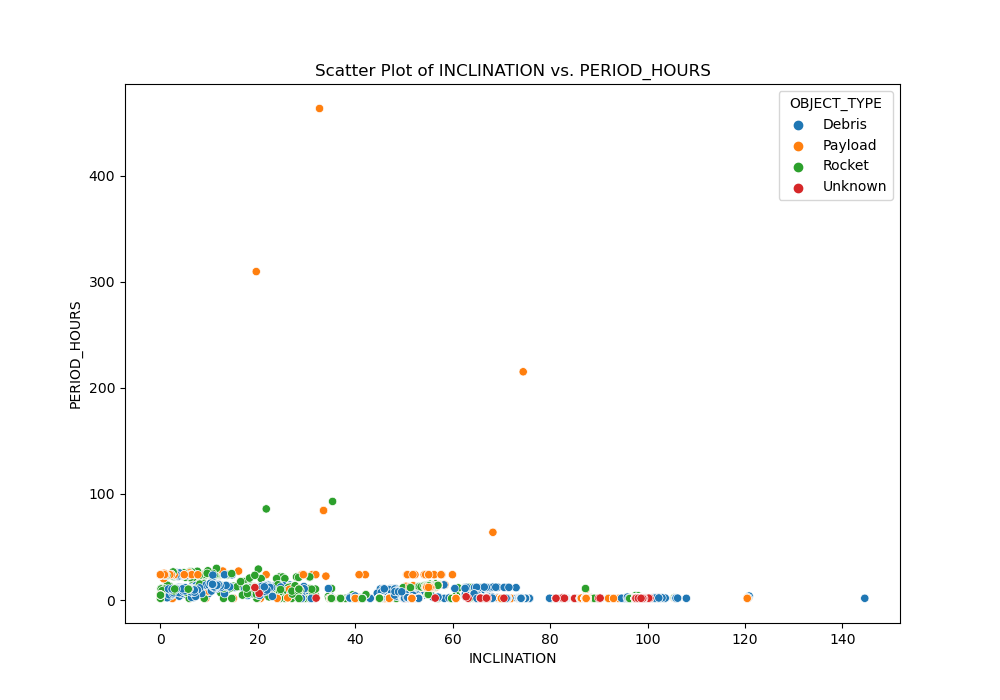 Scatter Plot of INCLINATION vs. PERIOD_HOURS
OBJECT_TYPE
Debris
Payload
Rocket
Unknown
PERIOD_HOURS
400
300
200
100
0
0 20 40 60 80 100 120 140
INCLINATION